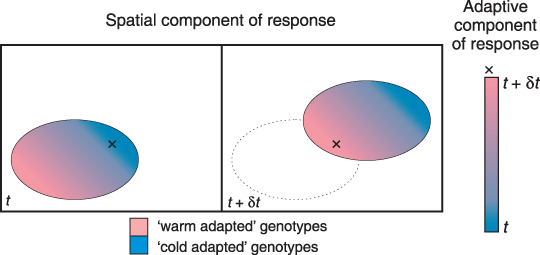 Spatial component of response
Adaptive
component
of response
×
t + δt
×
×
t
t + δt
t
'warm adapted' genotypes
'cold adapted' genotypes